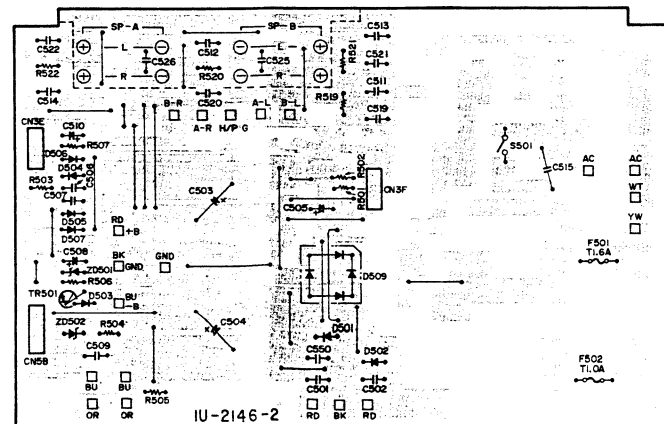 SP-A SP-B
C522 L C526 C512 E C525 C513
R521
C521
R522 R R520 R
C511
C514 C520 R519
B-R A-L B-L C519
A-R H/P G
CN3E C510
R507
D506
D504
R503 C506
C507
D505
D507
RD +B
C508
BK GND GND
ZD501
R506
TR501 D503
BU -B
ZD502 R504
CN5B C509
BU BU
OR OR R505
C503
C504
R502
R501
CN3F
C505
D509
D501
C550 D502
C501 C502
RD BK RD
S501
C515
AC AC
WT
YW
F501
T1.6A
F502
T1.0A
1U-2146-2